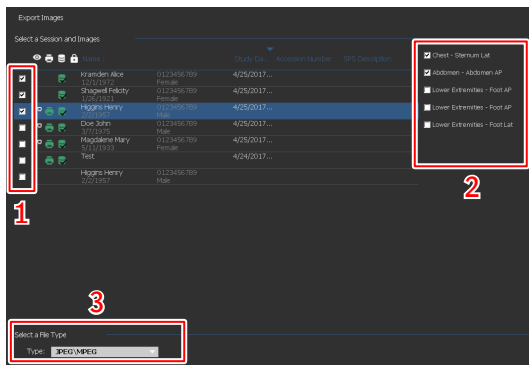 Export Images
Select a Session and Images
Name Study Da... Accession Number SPS Description
Kramden Alice 0123456789 4/25/2017...
12/1/1972 Female
Shagwell Felicity 0123456789 4/25/2017...
1/26/1921 Female
Higgins Henry 0123456789 4/25/2017...
2/2/1957 Male
Doe John 0123456789 4/25/2017...
3/7/1975 Male
Magdalene Mary 0123456789 4/25/2017...
5/11/1933 Female
Test 4/24/2017...
Higgins Henry 0123456789
2/2/1957 Male
Chest - Sternum Lat
Abdomen - Abdomen AP
Lower Extremities - Foot AP
Lower Extremities - Foot AP
Lower Extremities - Foot Lat
1
2
3
Select a File Type
Type: JPEG\MPEG